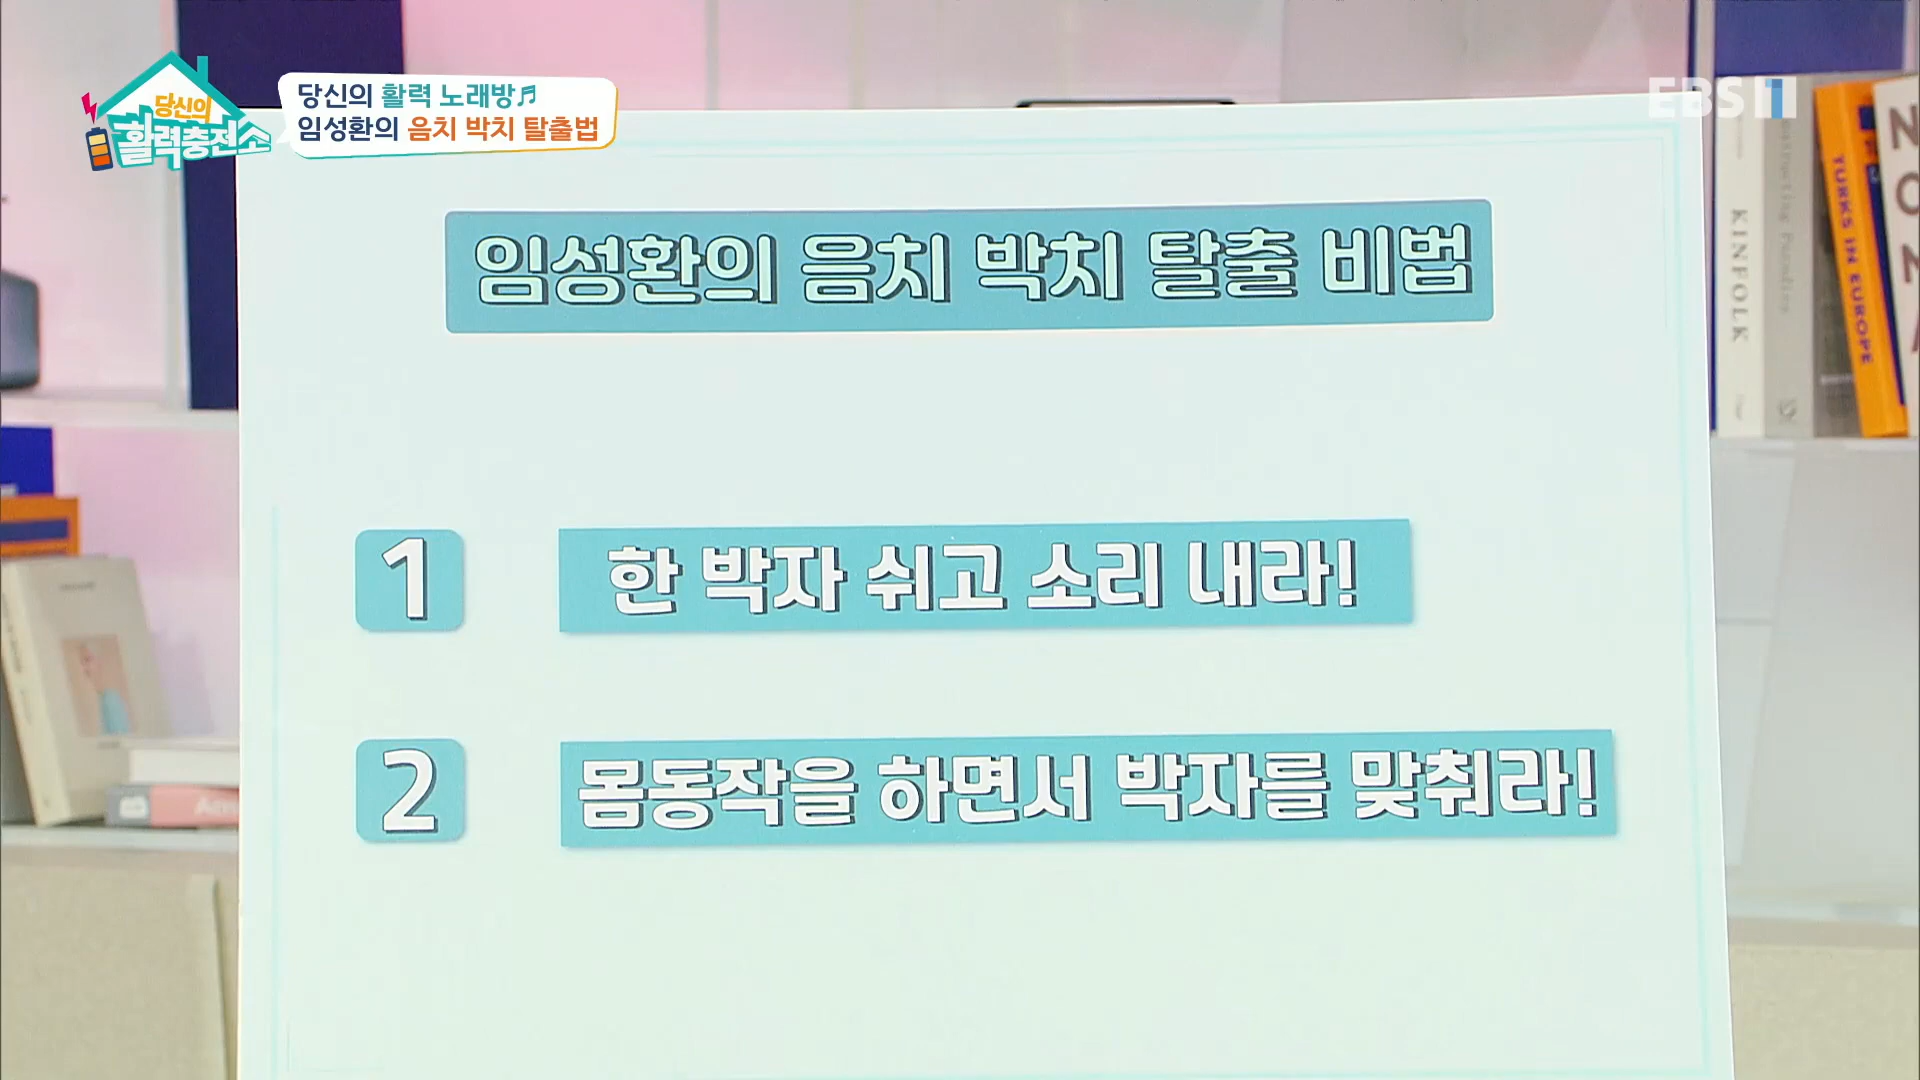 당신의
활력충전소
당신의 활력 노래방♬
임성환의 음치 박치 탈출법
EBS 1
임성환의 음치 박치 탈출 비법
1 한 박자 쉬고 소리 내라!
2 몸동작을 하면서 박자를 맞춰라!
KINFOLK
TURKS IN EUROPE